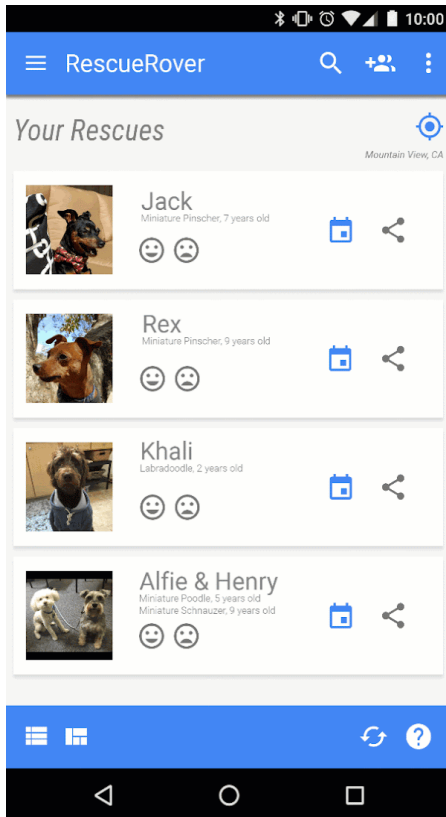 10:00
RescueRover
Your Rescues
Mountain View, CA
Jack
Miniature Pinscher, 7 years old
Rex
Miniature Pinscher, 9 years old
Khali
Labradoodle, 2 years old
Alfie & Henry
Miniature Poodle, 5 years old
Miniature Schnauzer, 9 years old